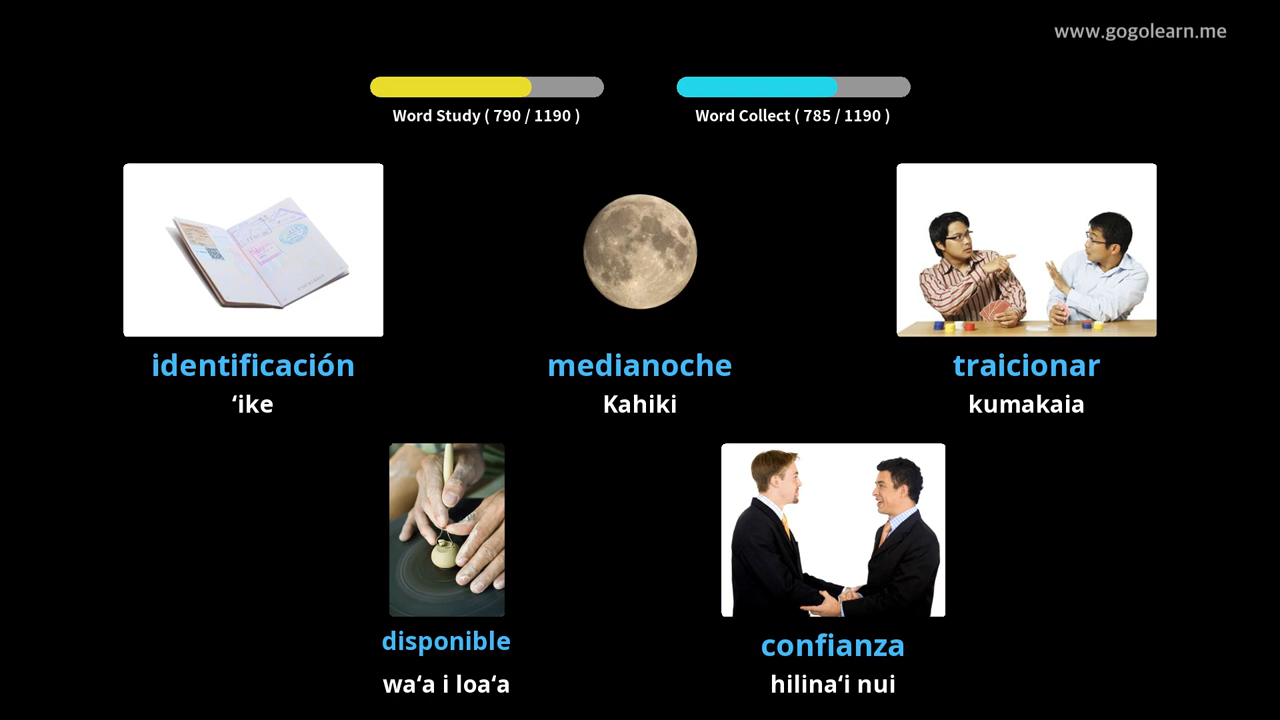 www.gogolearn.me
Word Study ( 790 / 1190 )
Word Collect ( 785 / 1190 )
identificación
medianoche
traicionar
ʻike
Kahiki
kumakaia
disponible
confianza
waʻa i loaʻa
hilinaʻi nui